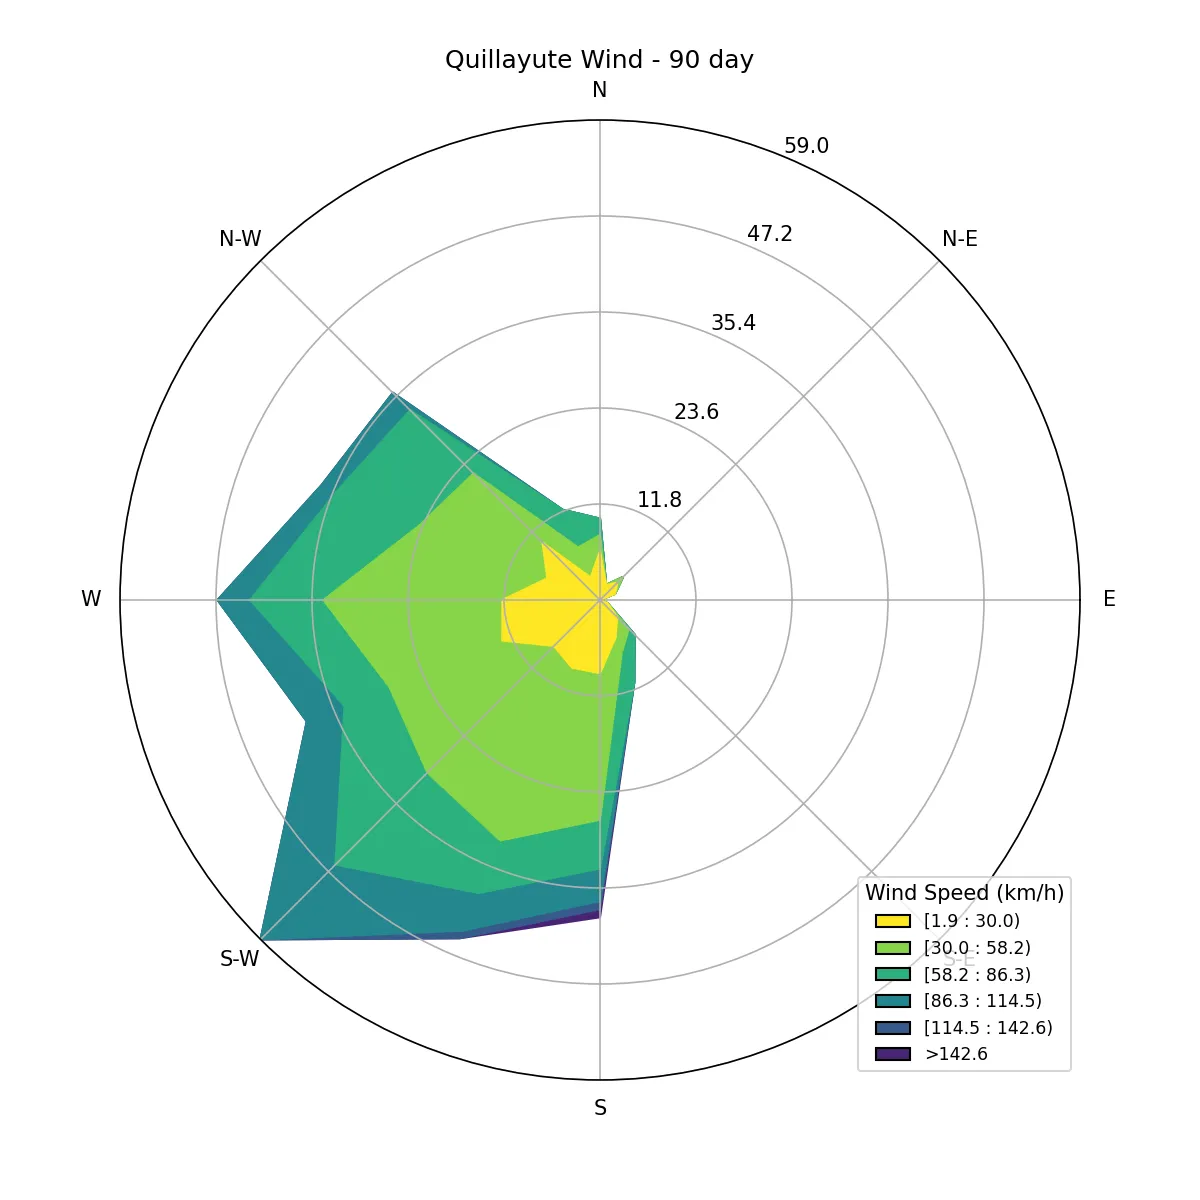 Quillayute Wind - 90 day
N
59.0
N-W
47.2
N-E
35.4
23.6
11.8
W
E
Wind Speed (km/h)
[1.9 : 30.0)
[30.0 : 58.2)
S-W
S-E
[58.2 : 86.3)
[86.3 : 114.5)
[114.5 : 142.6)
>142.6
S